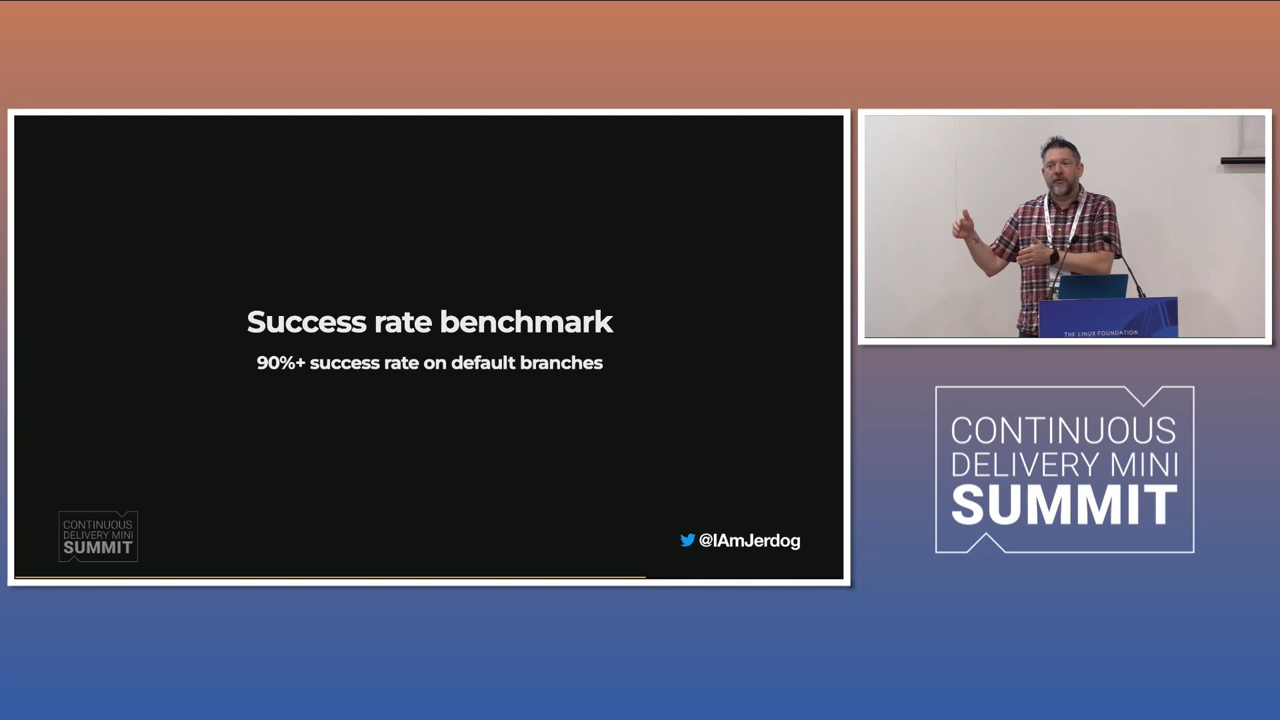 Success rate benchmark
90%+ success rate on default branches
CONTINUOUS
DELIVERY MINI
SUMMIT
@IAmJerdog
THE LINUX FOUNDATION
CONTINUOUS
DELIVERY MINI
SUMMIT